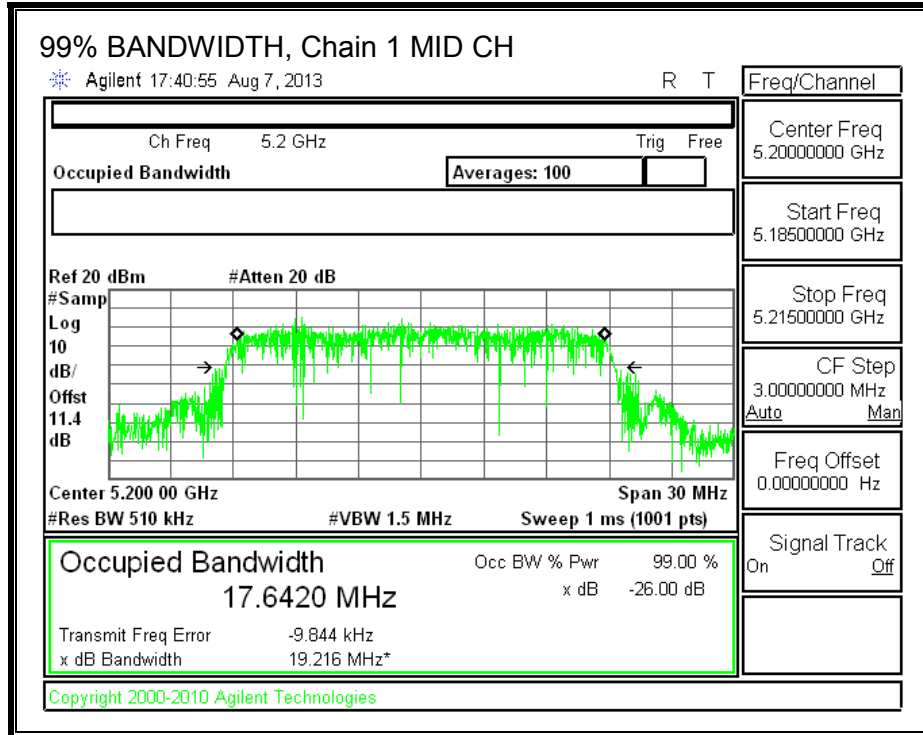 99% BANDWIDTH, Chain 1 MID CH
Agilent 17:40:55 Aug 7, 2013 R T
Freq/Channel
Ch Freq 5.2 GHz Trig Free
Occupied Bandwidth Averages: 100
Center Freq
5.20000000 GHz
Start Freq
5.18500000 GHz
Stop Freq
5.21500000 GHz
CF Step
3.00000000 MHz
Auto Man
Freq Offset
0.00000000 Hz
Signal Track
On Off
Ref 20 dBm #Atten 20 dB
#Samp
Log
10
dB/
Offst
11.4
dB
Center 5.200 00 GHz Span 30 MHz
#Res BW 510 kHz #VBW 1.5 MHz Sweep 1 ms (1001 pts)
Occupied Bandwidth Occ BW % Pwr 99.00 %
17.6420 MHz x dB -26.00 dB
Transmit Freq Error -9.844 kHz
x dB Bandwidth 19.216 MHz*
Copyright 2000-2010 Agilent Technologies